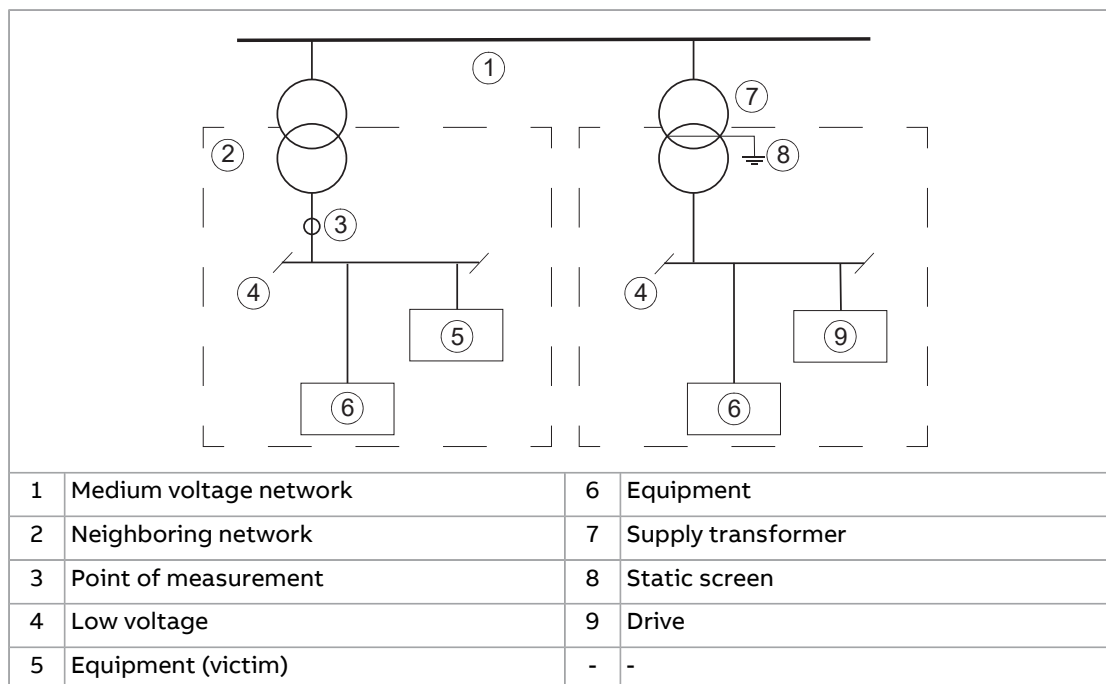 1
7
2
8
3
4
4
5
9
6
6
1 Medium voltage network 6 Equipment
2 Neighboring network 7 Supply transformer
3 Point of measurement 8 Static screen
4 Low voltage 9 Drive
5 Equipment (victim) - -